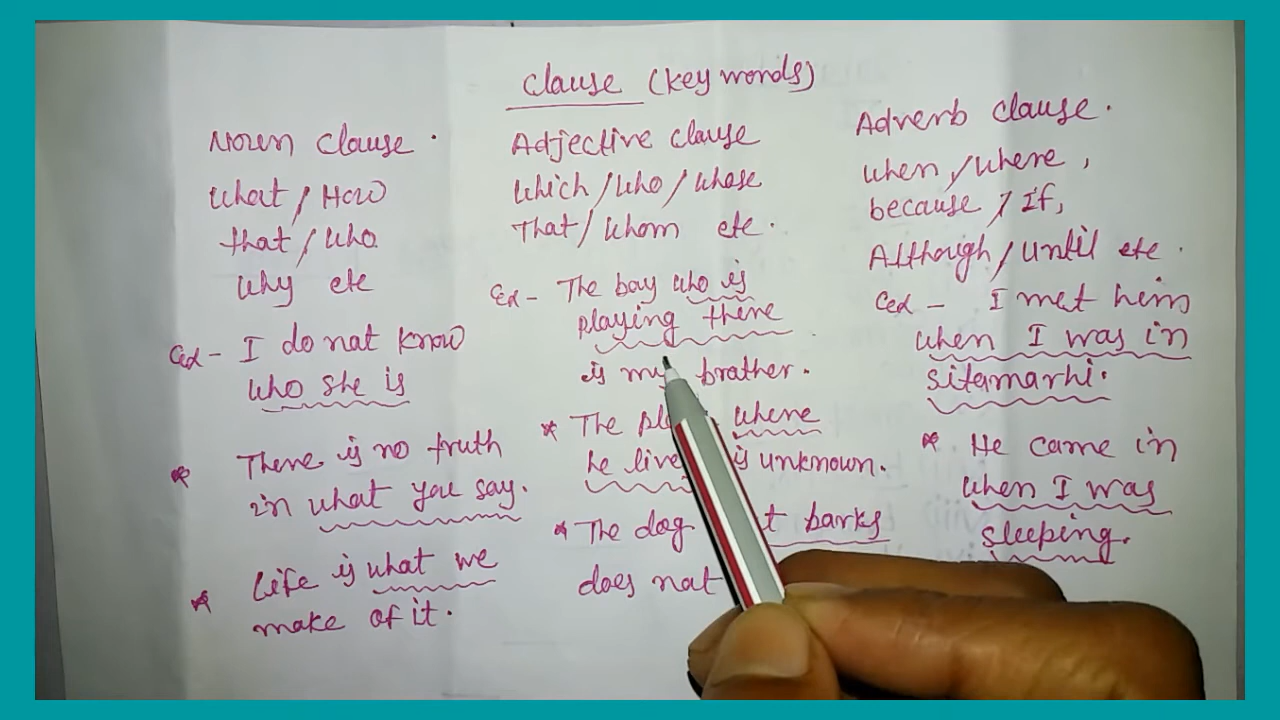 Clause (Key words)
Noun clause.
What / How
that / who
why etc
Ex - I do not know
who she is
* There is no truth
in what you say.
* Life is what we
make of it.
Adjective clause
which / who / whose
That / whom etc.
Ex - The boy who is
playing there
is my brother.
* The where
he is unknown.
* The dog barks
does not
Adverb clause.
when / where,
because / If,
Although / until etc.
Ex - I met him
when I was in
sitamarhi.
* He came in
when I was
sleeping.